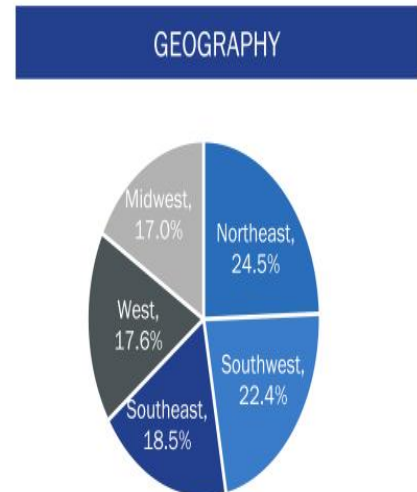 GEOGRAPHY
Midwest,
17.0%
Northeast,
24.5%
West,
17.6%
Southwest,
22.4%
Southeast,
18.5%